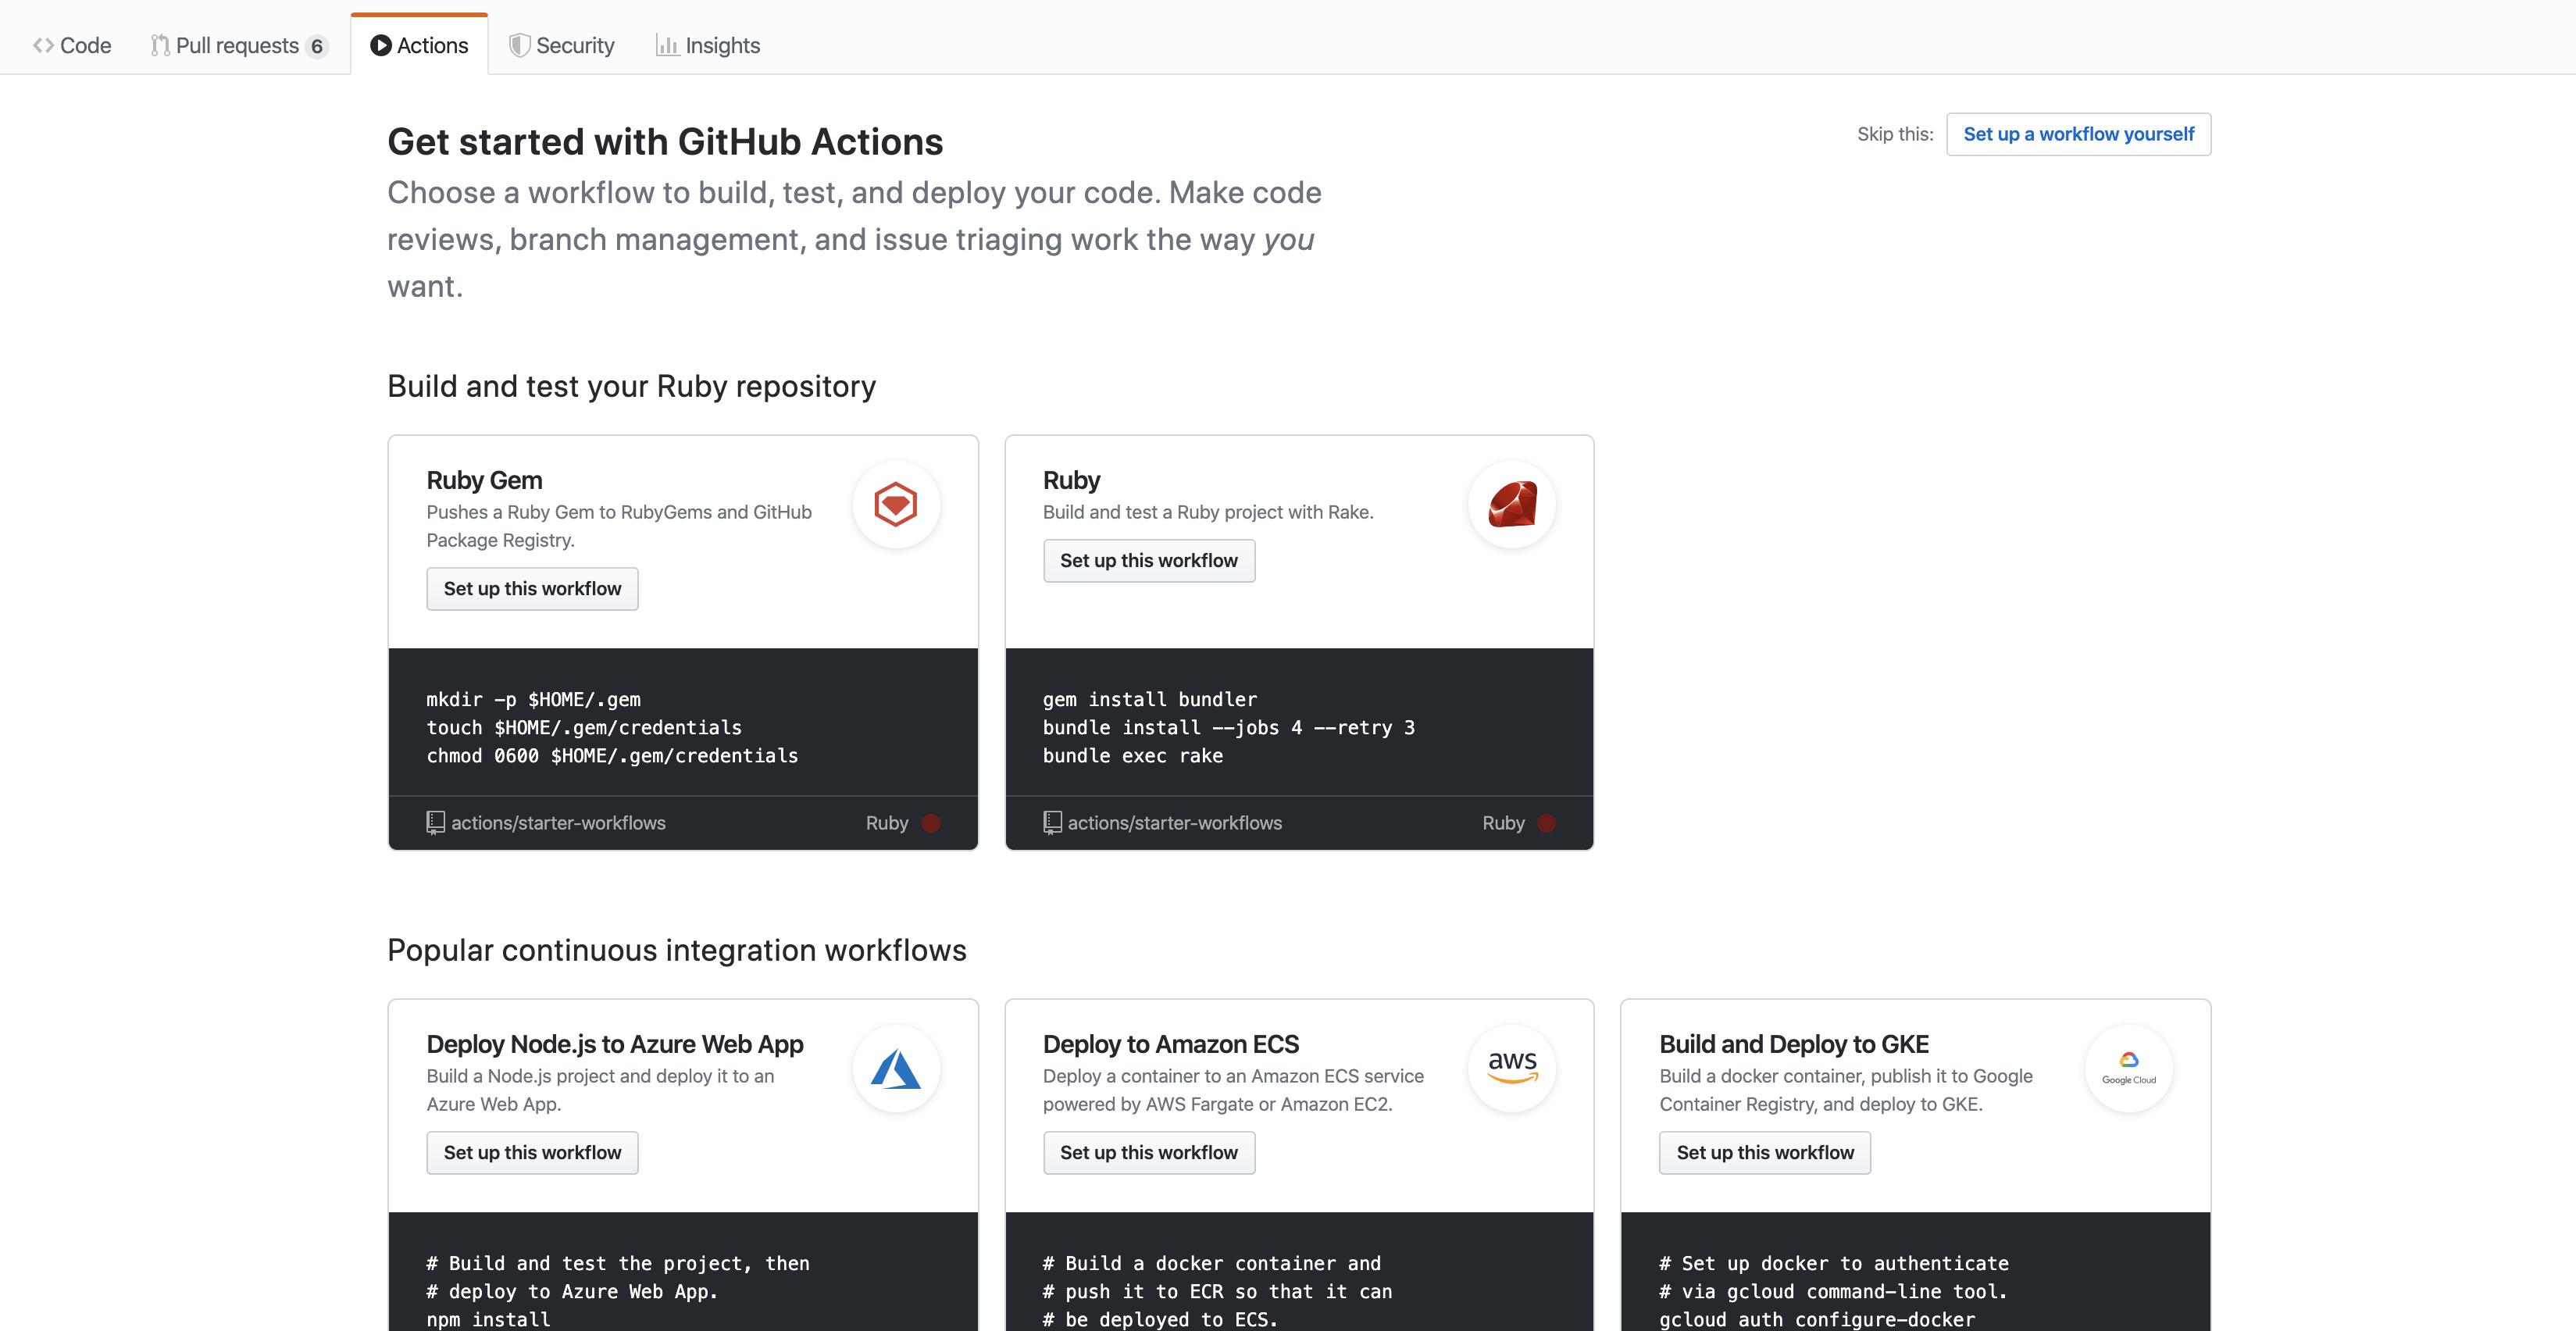 Code
Pull requests 6
Actions
Security
Insights
Get started with GitHub Actions
Skip this: Set up a workflow yourself
Choose a workflow to build, test, and deploy your code. Make code
reviews, branch management, and issue triaging work the way you
want.
Build and test your Ruby repository
Ruby Gem
Pushes a Ruby Gem to RubyGems and GitHub
Package Registry.
Set up this workflow
mkdir -p $HOME/.gem
touch $HOME/.gem/credentials
chmod 0600 $HOME/.gem/credentials
actions/starter-workflows Ruby
Ruby
Build and test a Ruby project with Rake.
Set up this workflow
gem install bundler
bundle install --jobs 4 --retry 3
bundle exec rake
actions/starter-workflows Ruby
Popular continuous integration workflows
Deploy Node.js to Azure Web App
Build a Node.js project and deploy it to an
Azure Web App.
Set up this workflow
# Build and test the project, then
# deploy to Azure Web App.
npm install
Deploy to Amazon ECS
aws
Deploy a container to an Amazon ECS service
powered by AWS Fargate or Amazon EC2.
Set up this workflow
# Build a docker container and
# push it to ECR so that it can
# be deployed to ECS.
Build and Deploy to GKE
Google Cloud
Build a docker container, publish it to Google
Container Registry, and deploy to GKE.
Set up this workflow
# Set up docker to authenticate
# via gcloud command-line tool.
gcloud auth configure-docker